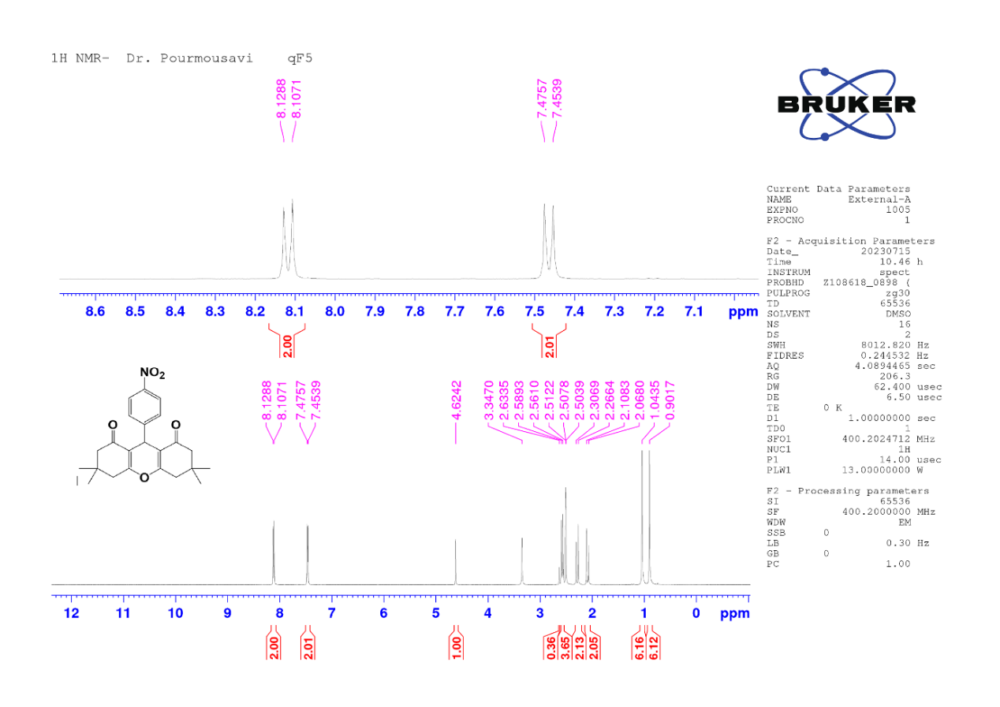 1H NMR-  Dr. Pourmousavi    qF5
8.1288
8.1071
7.4757
7.4539
BRUKER
8.6 8.5 8.4 8.3 8.2 8.1 8.0 7.9 7.8 7.7 7.6 7.5 7.4 7.3 7.2 7.1 ppm
2.00
2.01
8.1288
8.1071
7.4757
7.4539
4.6242
3.3470
2.6335
2.5893
2.5610
2.5122
2.5078
2.5039
2.3069
2.2664
2.1083
2.0680
1.0435
0.9017
NO2
O O
O
12 11 10 9 8 7 6 5 4 3 2 1 0 ppm
2.00
2.01
1.00
0.36
3.65
2.13
2.05
6.16
6.12
Current Data Parameters
NAME External-A
EXPNO 1005
PROCNO 1
F2 - Acquisition Parameters
Date_ 20230715
Time 10.46 h
INSTRUM spect
PROBHD Z108618_0898 (
PULPROG zg30
TD 65536
SOLVENT DMSO
NS 16
DS 2
SWH 8012.820 Hz
FIDRES 0.244532 Hz
AQ 4.0894465 sec
RG 206.3
DW 62.400 usec
DE 6.50 usec
TE 0 K
D1 1.00000000 sec
TD0 1
SFO1 400.2024712 MHz
NUC1 1H
P1 14.00 usec
PLW1 13.00000000 W
F2 - Processing parameters
SI 65536
SF 400.2000000 MHz
WDW EM
SSB 0
LB 0.30 Hz
GB 0
PC 1.00